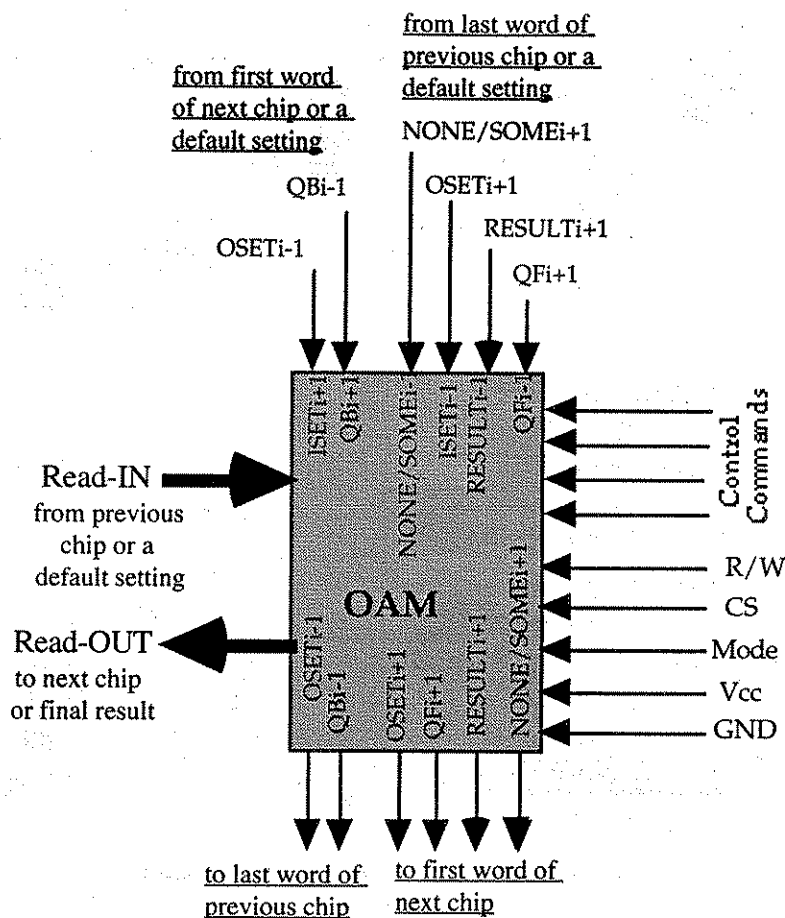 from last word of
previous chip or a
default setting
from first word
of next chip or a
default setting
NONE/SOMEi+1
QBi-1
OSETi+1
OSETi-1
RESULTi+1
QFi+1
ISETi+1
QBi+1
NONE/SOMEi-1
ISETi-1
RESULTi-1
QFi-1
Control
Commands
Read-IN
from previous
chip or a
default setting
R/W
OAM
CS
Read-OUT
to next chip
or final result
Mode
Vcc
GND
OSETi-1
QBi-1
OSETi+1
QFi+1
RESULTi+1
NONE/SOMEi+1
to last word of
previous chip
to first word of
next chip